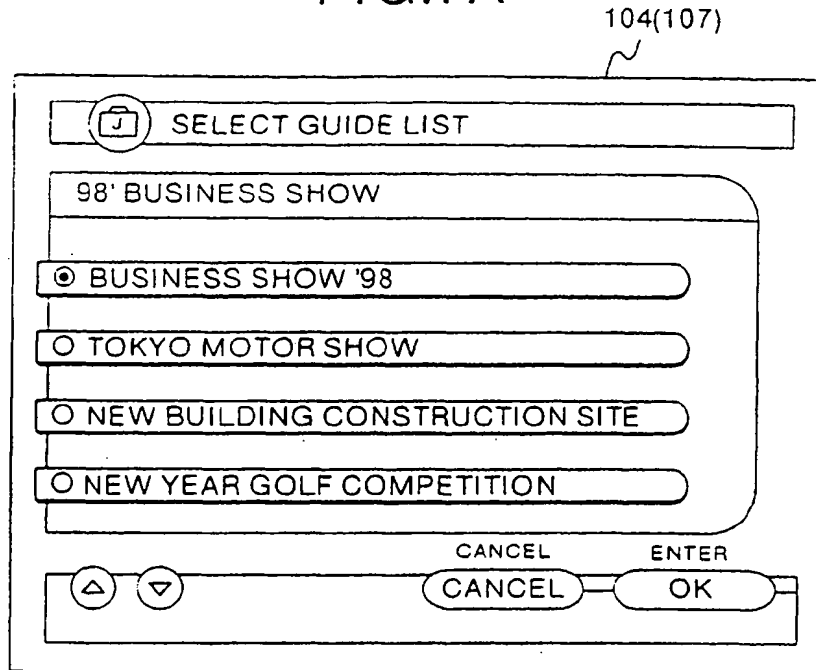 104(107)
J SELECT GUIDE LIST
98' BUSINESS SHOW
BUSINESS SHOW '98
TOKYO MOTOR SHOW
NEW BUILDING CONSTRUCTION SITE
NEW YEAR GOLF COMPETITION
CANCEL ENTER
CANCEL OK